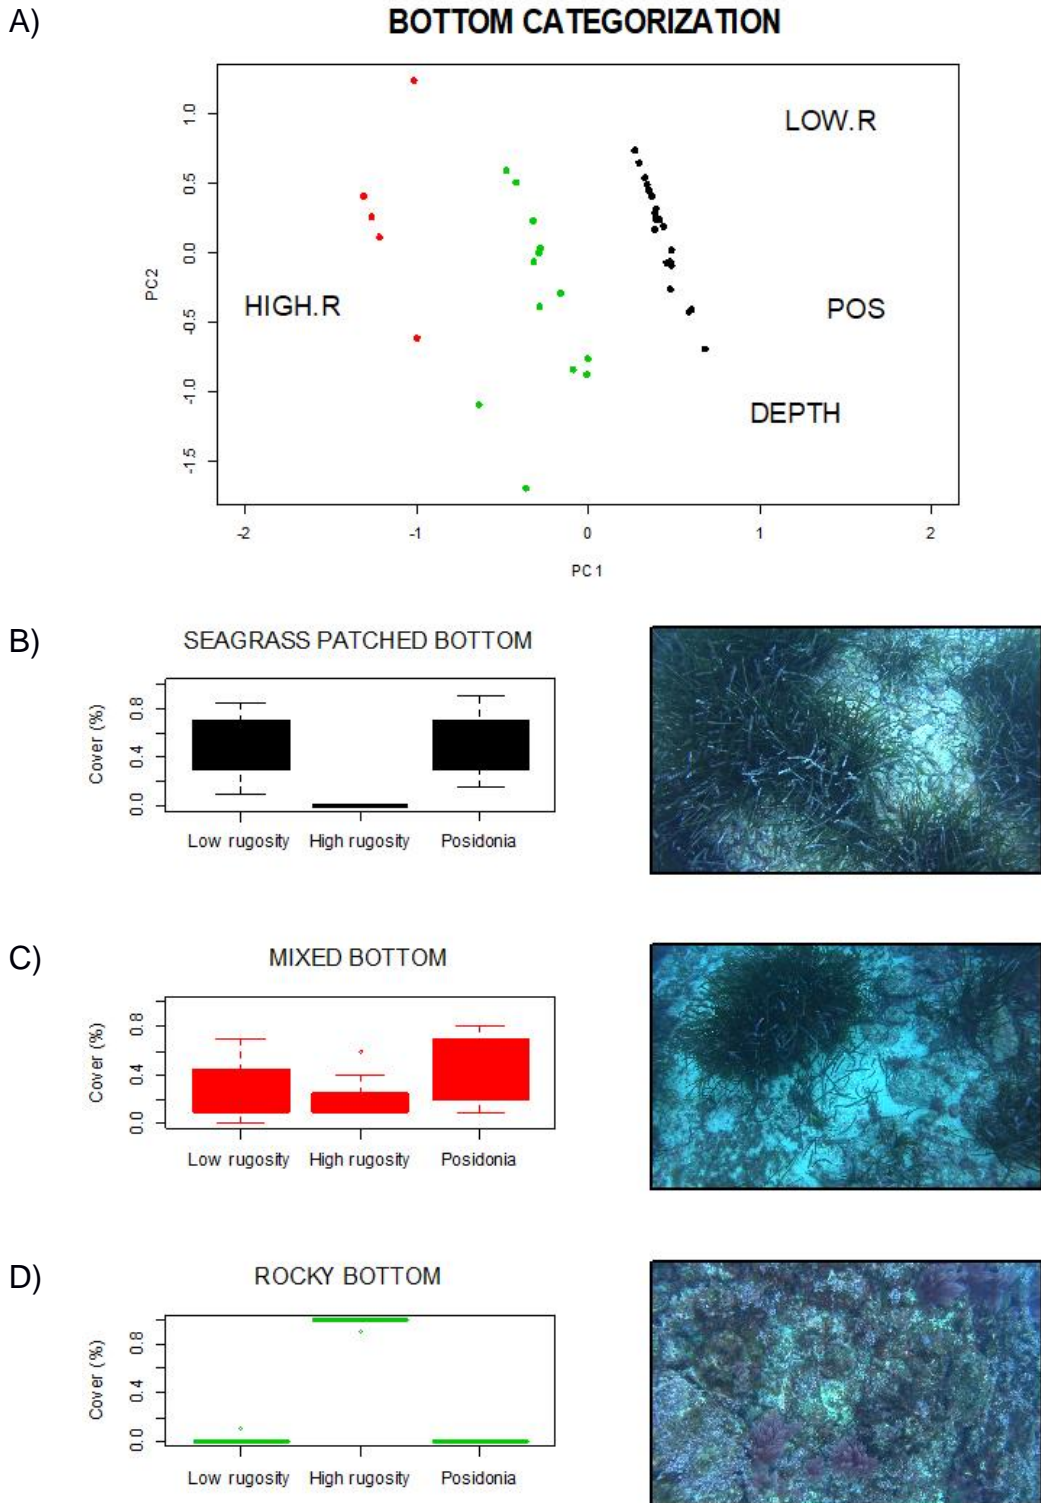 A)
BOTTOM CATEGORIZATION
LOW.R
HIGH.R
POS
DEPTH
PC2
1.0
0.5
0.0
-0.5
-1.0
-1.5
-2 -1 0 1 2
PC 1
B)
SEAGRASS PATCHED BOTTOM
Cover (%)
0.8
0.4
0.0
Low rugosity High rugosity Posidonia
C)
MIXED BOTTOM
Cover (%)
0.8
0.4
0.0
Low rugosity High rugosity Posidonia
D)
ROCKY BOTTOM
Cover (%)
0.8
0.4
0.0
Low rugosity High rugosity Posidonia